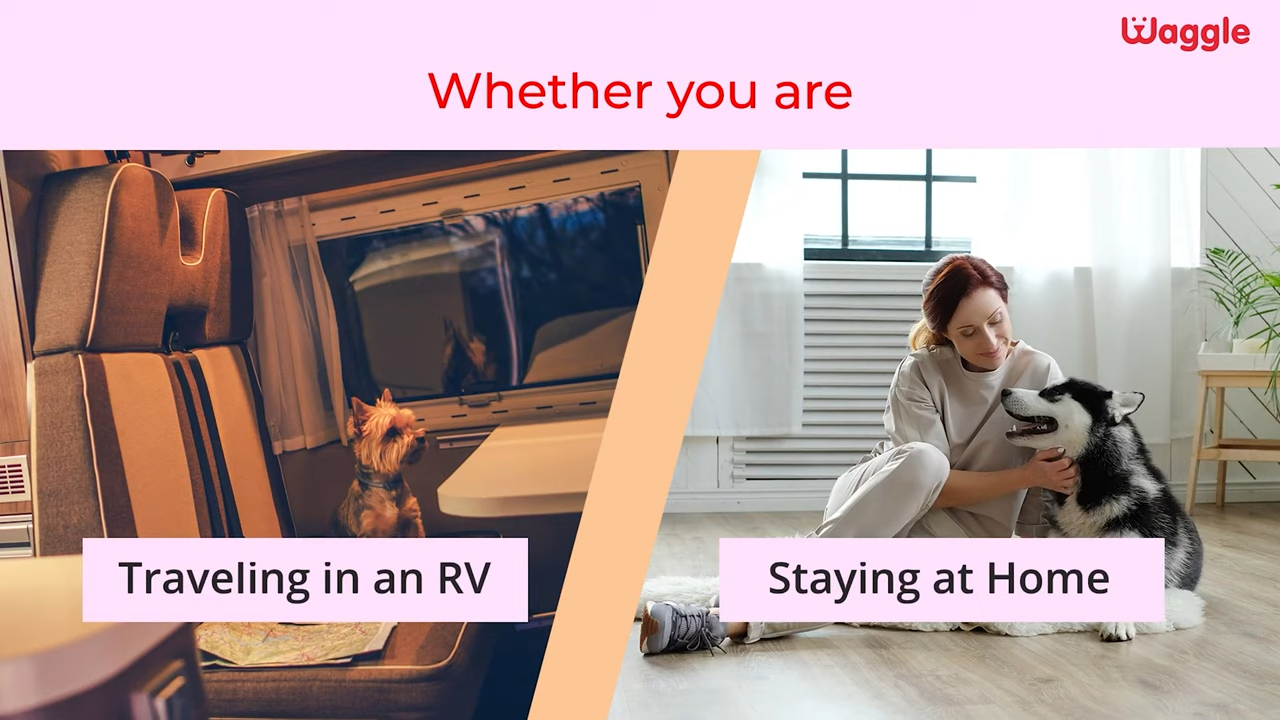 Waggle
Whether you are
Traveling in an RV
Staying at Home